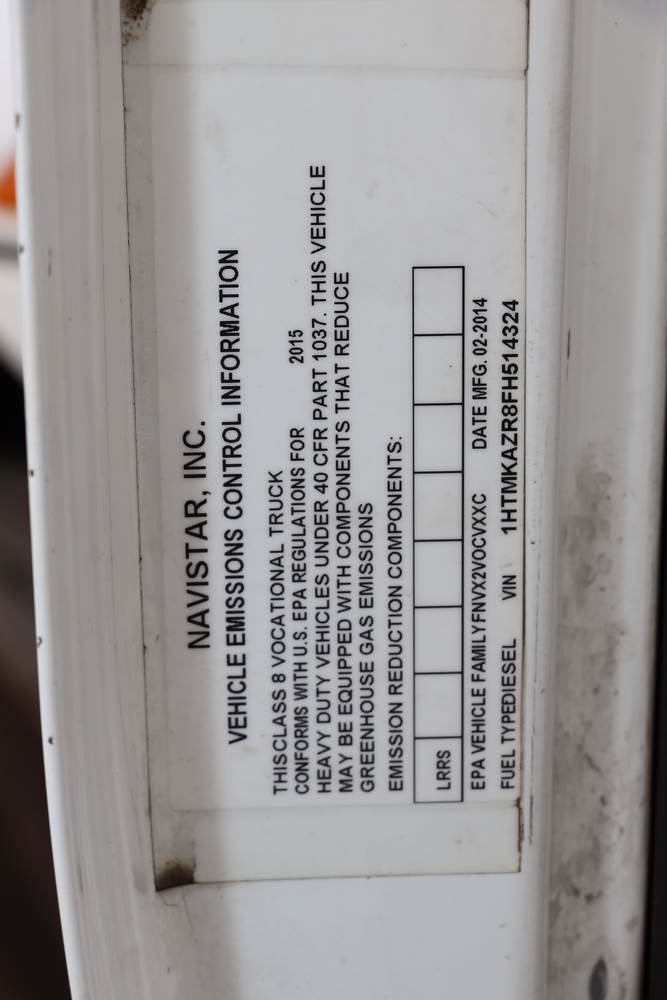 NAVISTAR, INC.
VEHICLE EMISSIONS CONTROL INFORMATION
THISCLASS 8 VOCATIONAL TRUCK
CONFORMS WITH U.S. EPA REGULATIONS FOR 2015
HEAVY DUTY VEHICLES UNDER 40 CFR PART 1037. THIS VEHICLE
MAY BE EQUIPPED WITH COMPONENTS THAT REDUCE
GREENHOUSE GAS EMISSIONS
EMISSION REDUCTION COMPONENTS:
LRRS
EPA VEHICLE FAMILYFNVX2VOCVXXC DATE MFG. 02-2014
FUEL TYPEDIESEL VIN 1HTMKAZR8FH514324